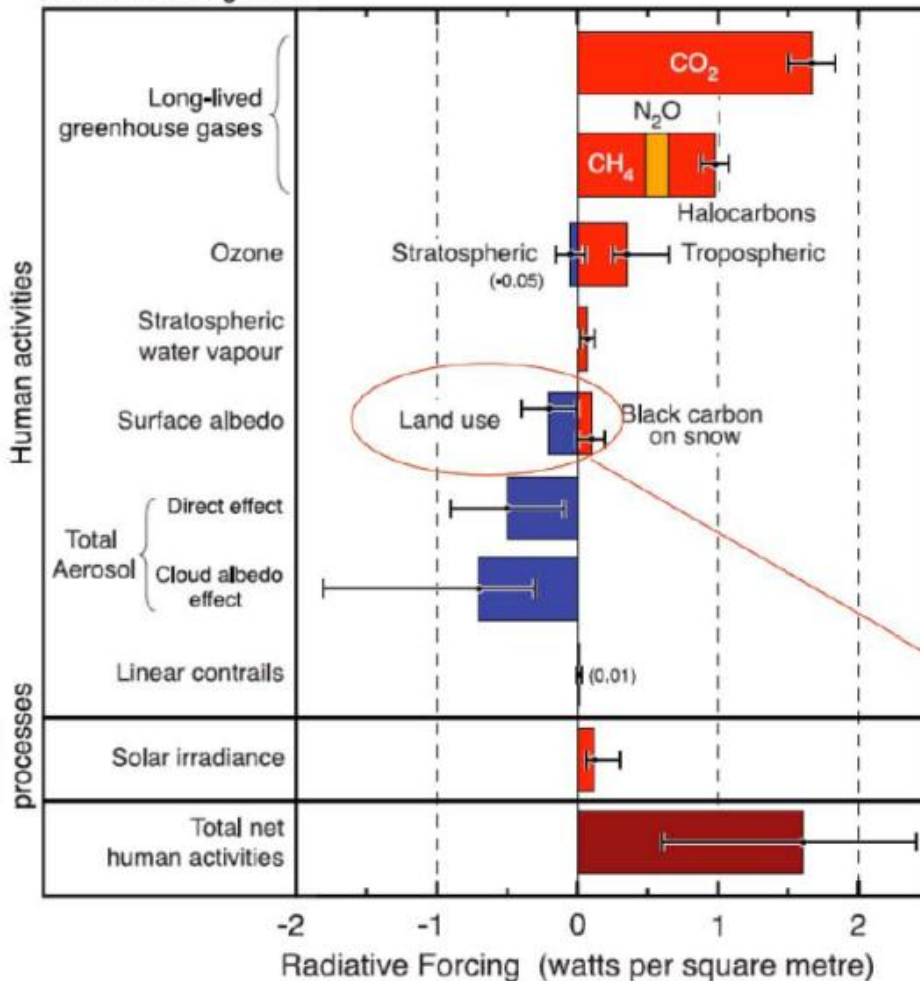 CO2
Long-lived
greenhouse gases
N2O
CH4
Halocarbons
Ozone
Stratospheric
(-0.05)
Tropospheric
Stratospheric
water vapour
Human activities
Surface albedo
Land use
Black carbon
on snow
Total
Aerosol
Direct effect
Cloud albedo
effect
Linear contrails
(0,01)
processes
Solar irradiance
Total net
human activities
-2 -1 0 1 2
Radiative Forcing (watts per square metre)